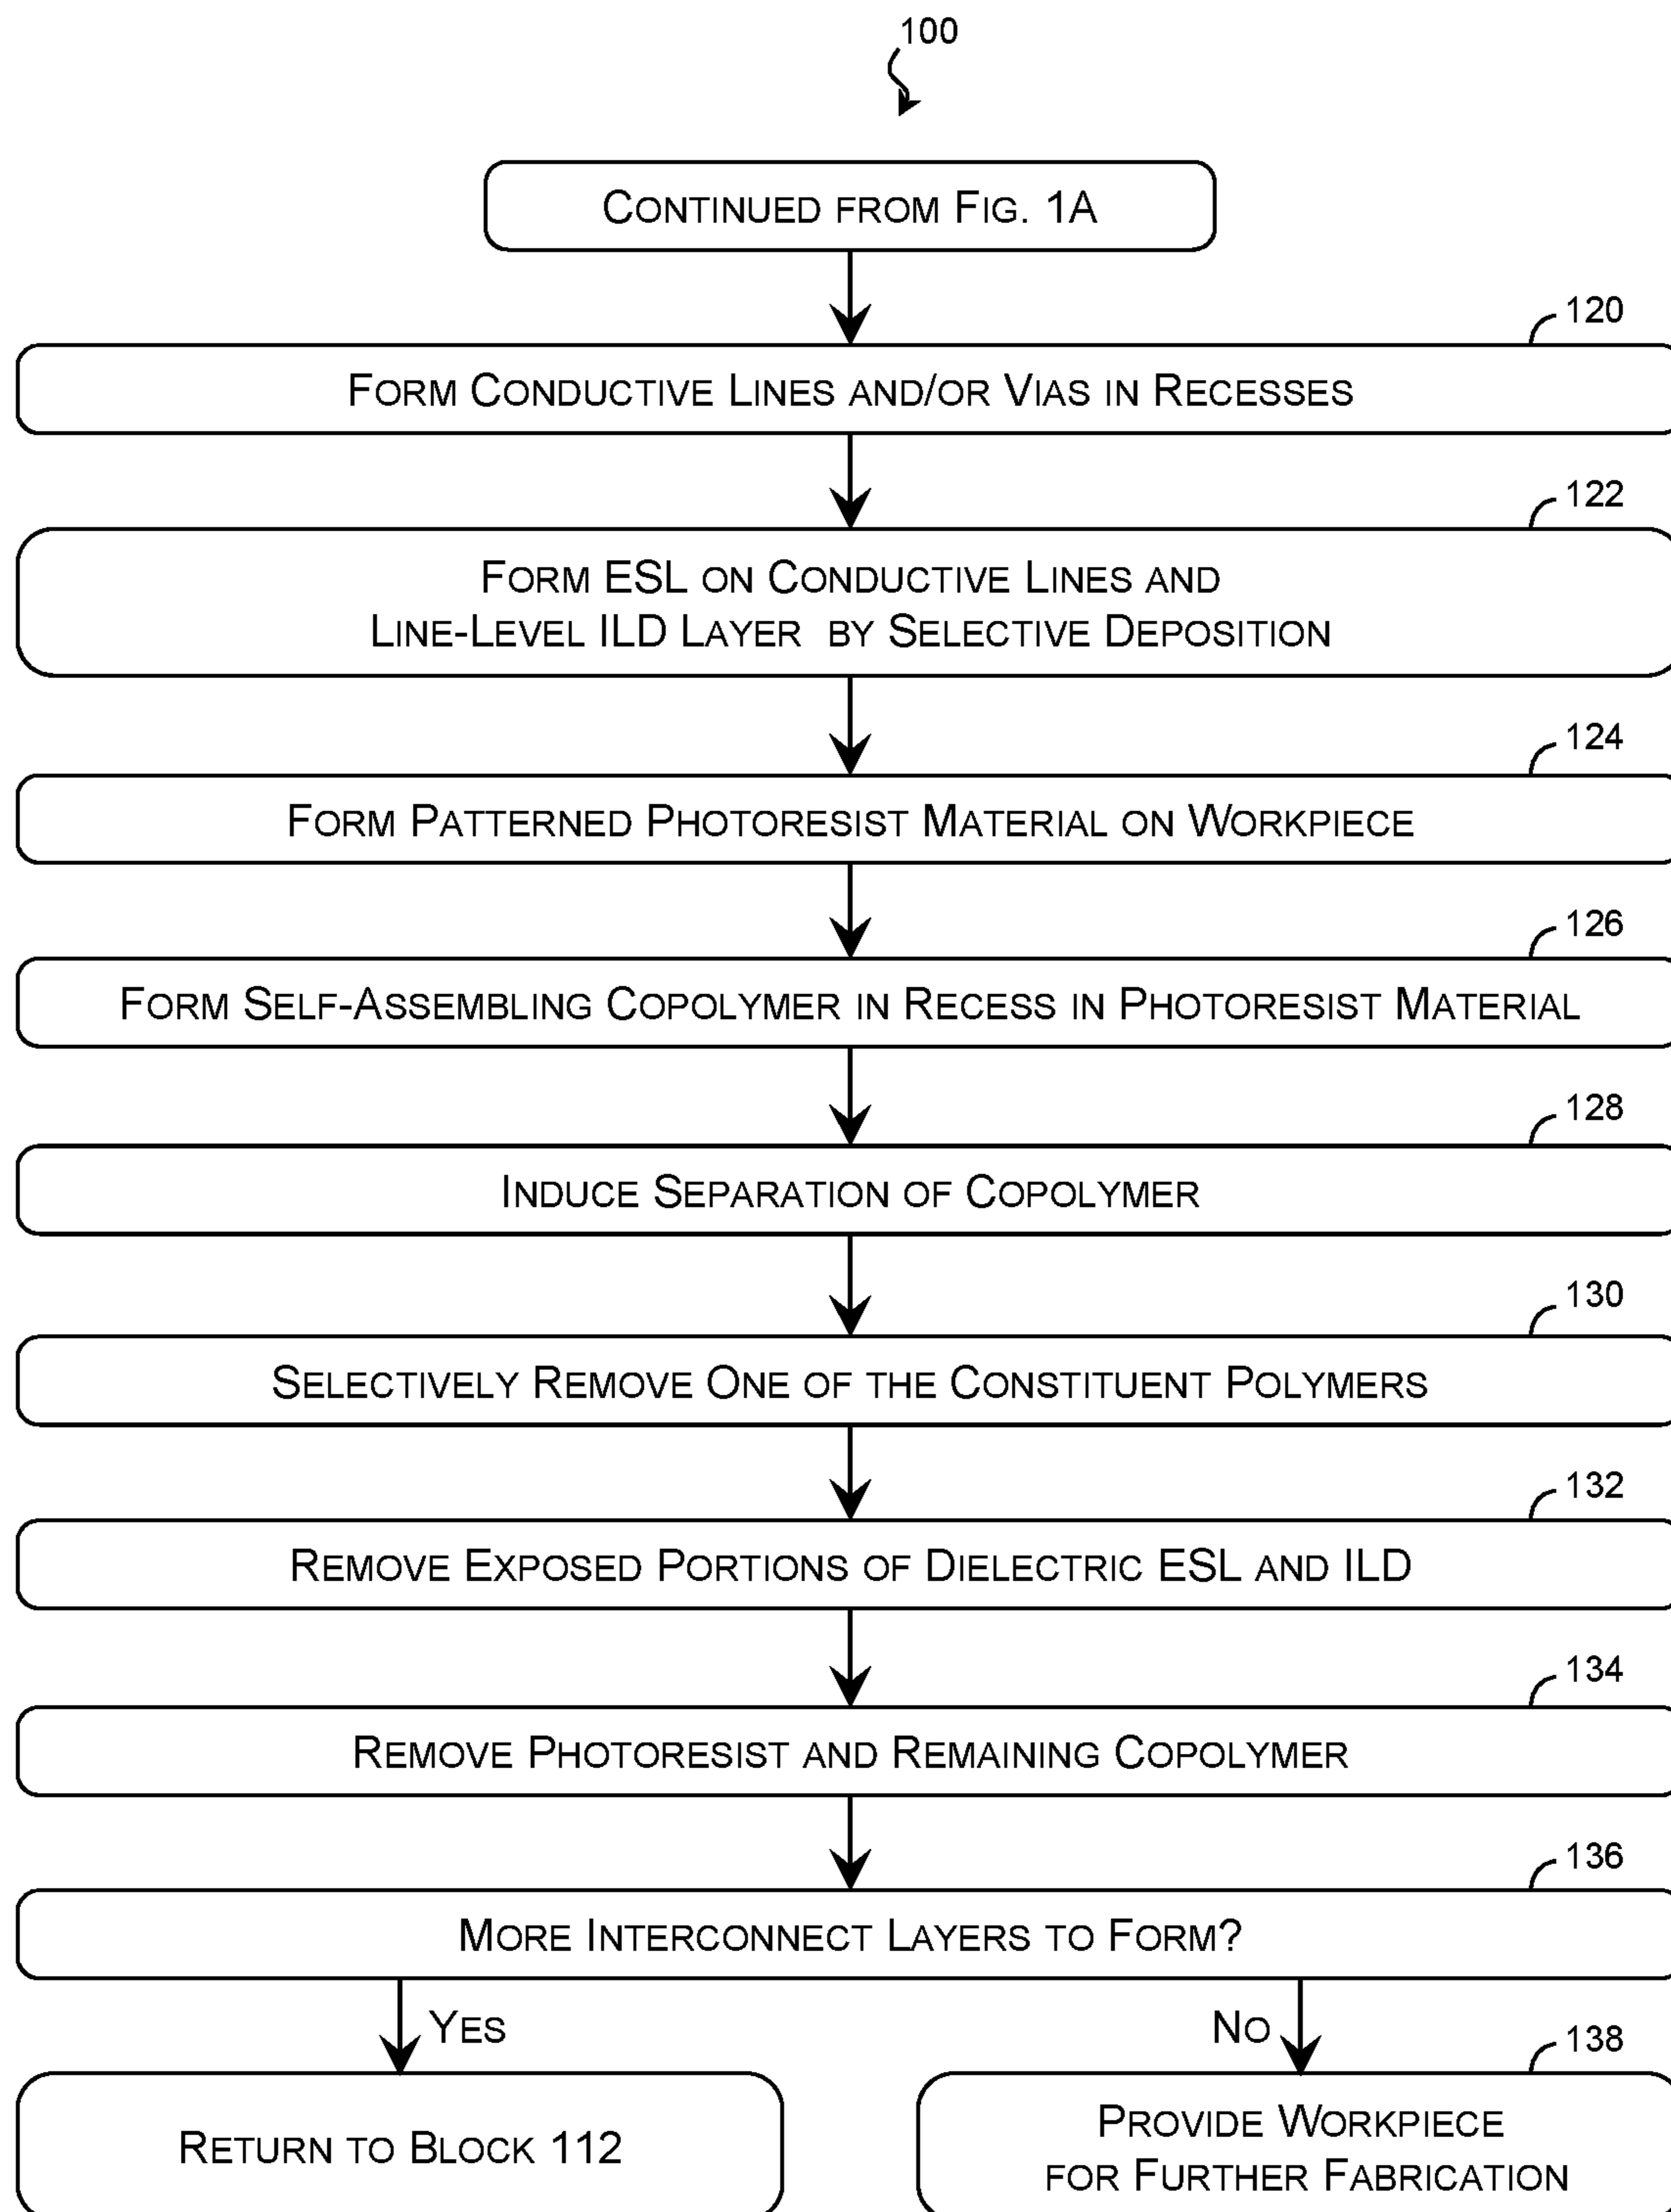 100
CONTINUED FROM FIG. 1A
120
FORM CONDUCTIVE LINES AND/OR VIAS IN RECESSES
122
FORM ESL ON CONDUCTIVE LINES AND
LINE-LEVEL ILD LAYER BY SELECTIVE DEPOSITION
124
FORM PATTERNED PHOTORESIST MATERIAL ON WORKPIECE
126
FORM SELF-ASSEMBLING COPOLYMER IN RECESS IN PHOTORESIST MATERIAL
128
INDUCE SEPARATION OF COPOLYMER
130
SELECTIVELY REMOVE ONE OF THE CONSTITUENT POLYMERS
132
REMOVE EXPOSED PORTIONS OF DIELECTRIC ESL AND ILD
134
REMOVE PHOTORESIST AND REMAINING COPOLYMER
136
MORE INTERCONNECT LAYERS TO FORM?
YES
NO
138
RETURN TO BLOCK 112
PROVIDE WORKPIECE
FOR FURTHER FABRICATION